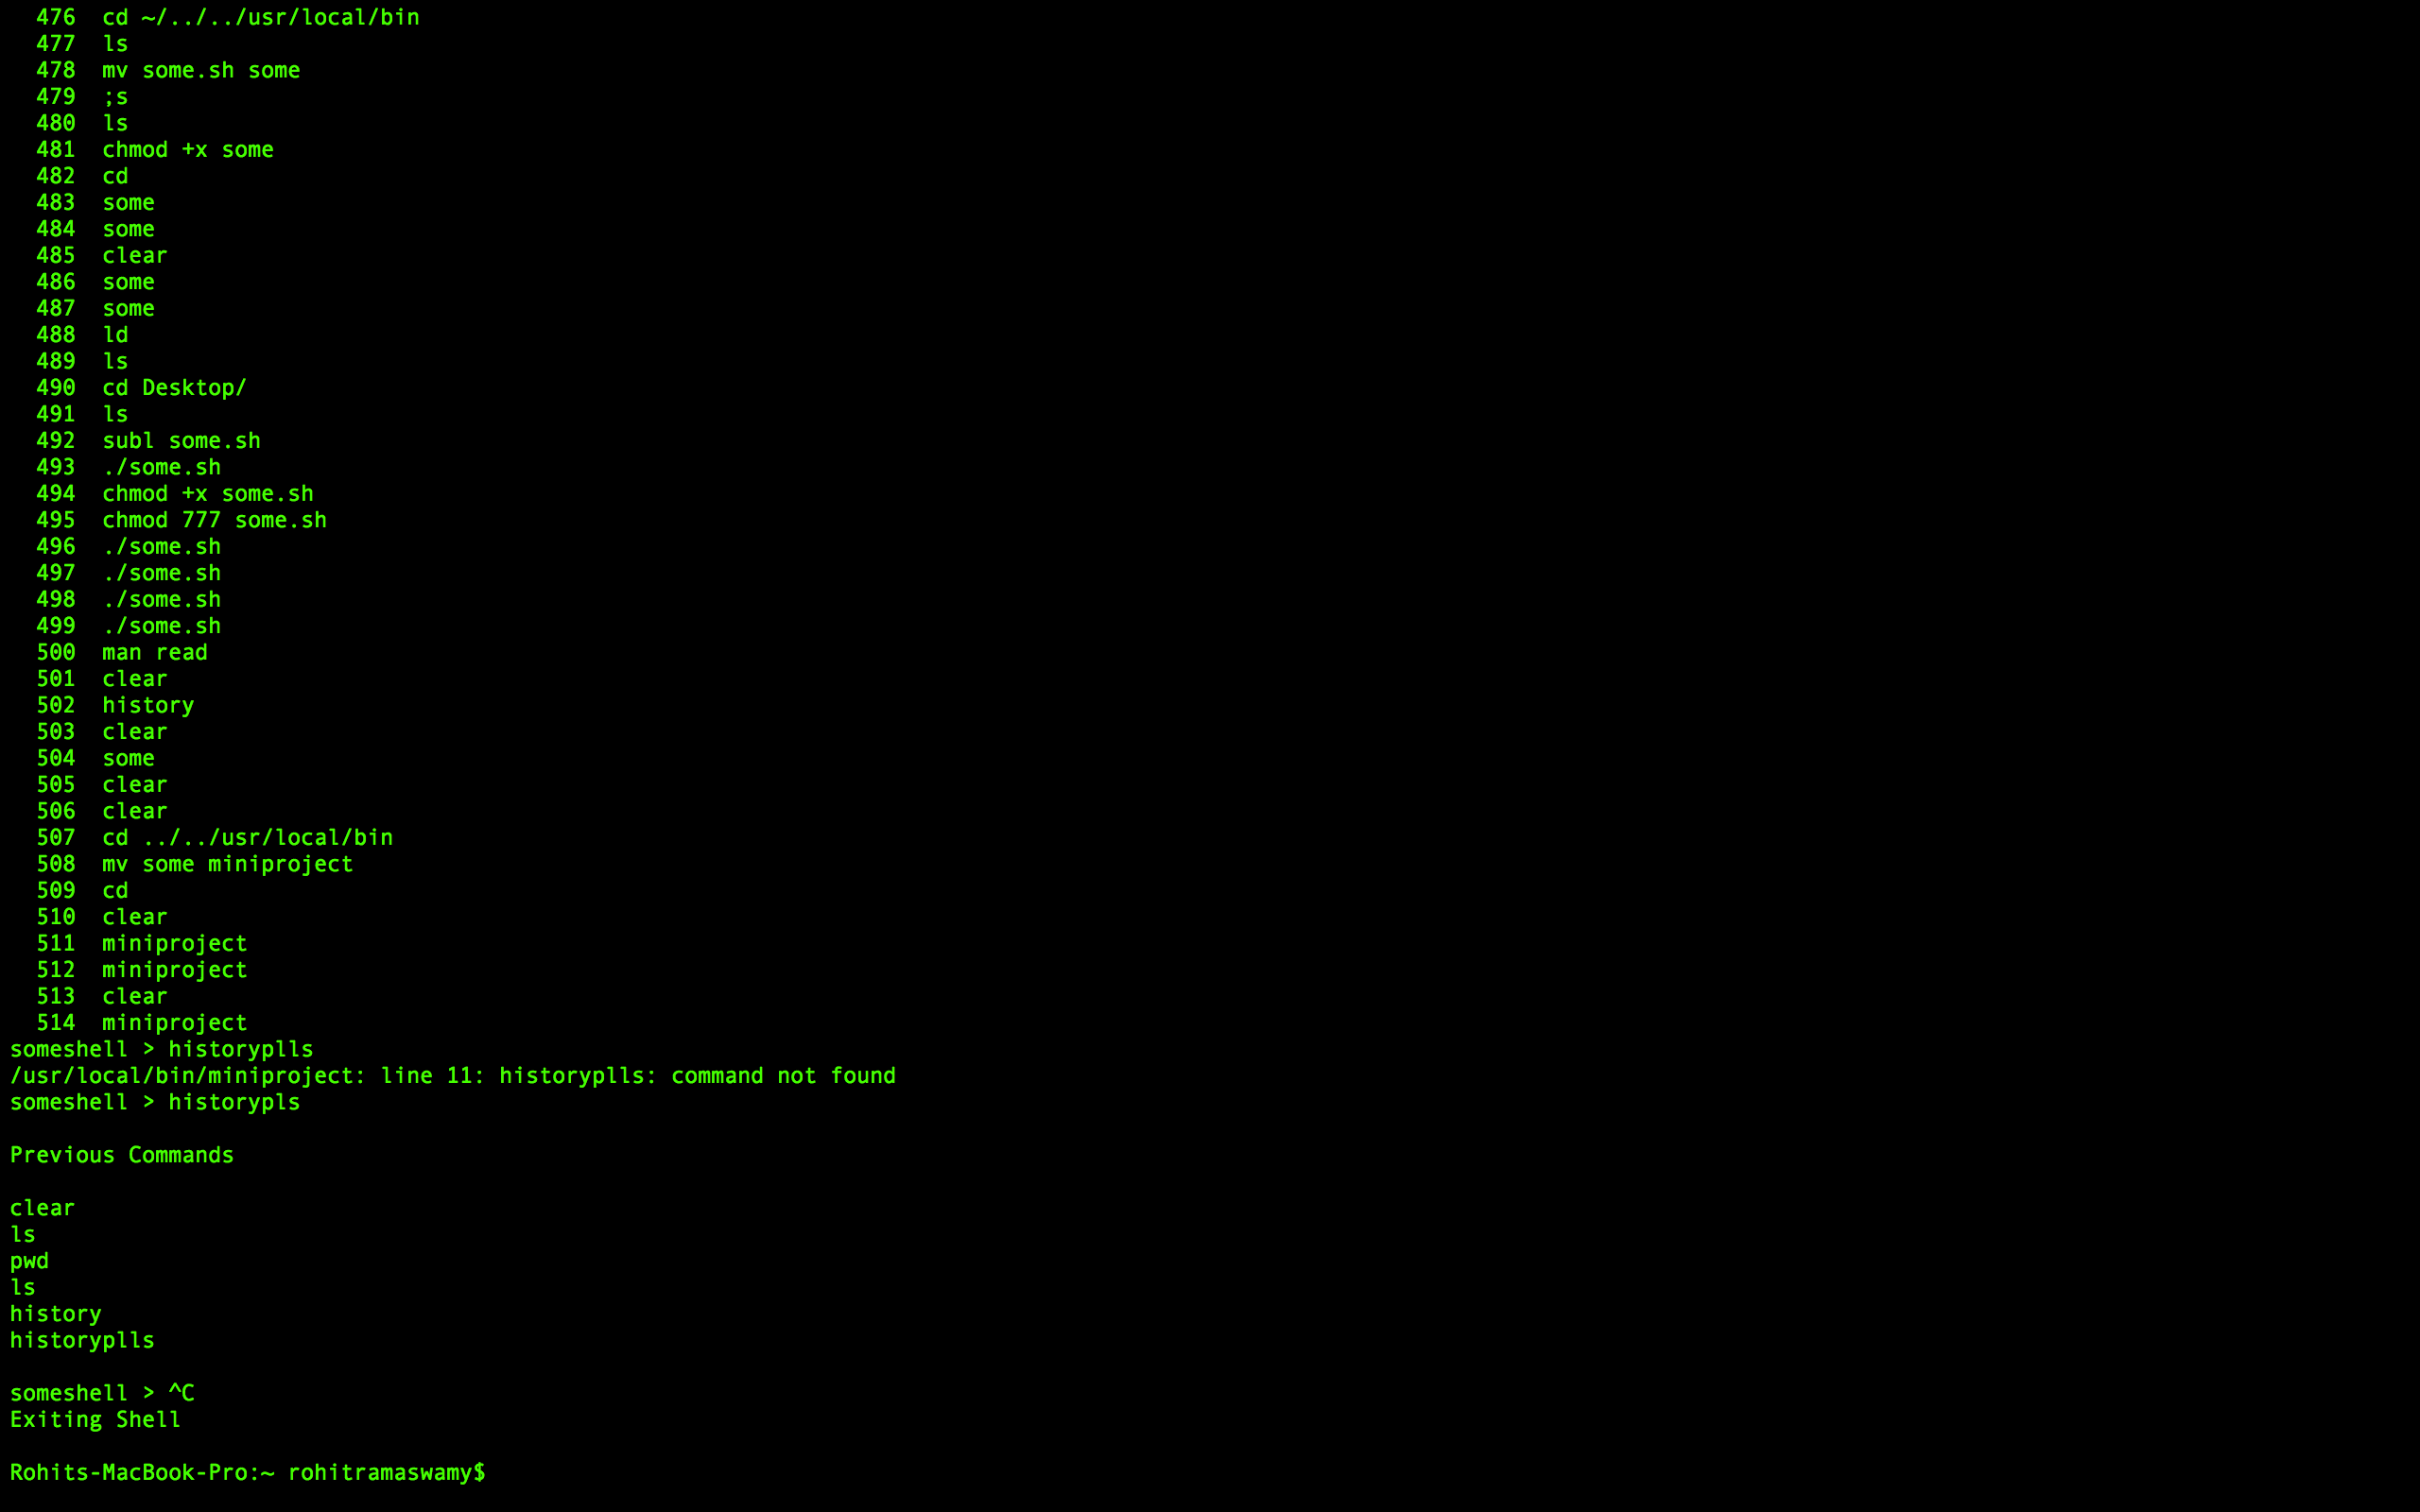 476  cd ~/../../usr/local/bin
477  ls
478  mv some.sh some
479  ;s
480  ls
481  chmod +x some
482  cd
483  some
484  some
485  clear
486  some
487  some
488  ld
489  ls
490  cd Desktop/
491  ls
492  subl some.sh
493  ./some.sh
494  chmod +x some.sh
495  chmod 777 some.sh
496  ./some.sh
497  ./some.sh
498  ./some.sh
499  ./some.sh
500  man read
501  clear
502  history
503  clear
504  some
505  clear
506  clear
507  cd ../../usr/local/bin
508  mv some miniproject
509  cd
510  clear
511  miniproject
512  miniproject
513  clear
514  miniproject
someshell > historyplls
/usr/local/bin/miniproject: line 11: historyplls: command not found
someshell > historypls
Previous Commands
clear
ls
pwd
ls
history
historyplls
someshell > ^C
Exiting Shell
Rohits-MacBook-Pro:~ rohitramaswamy$